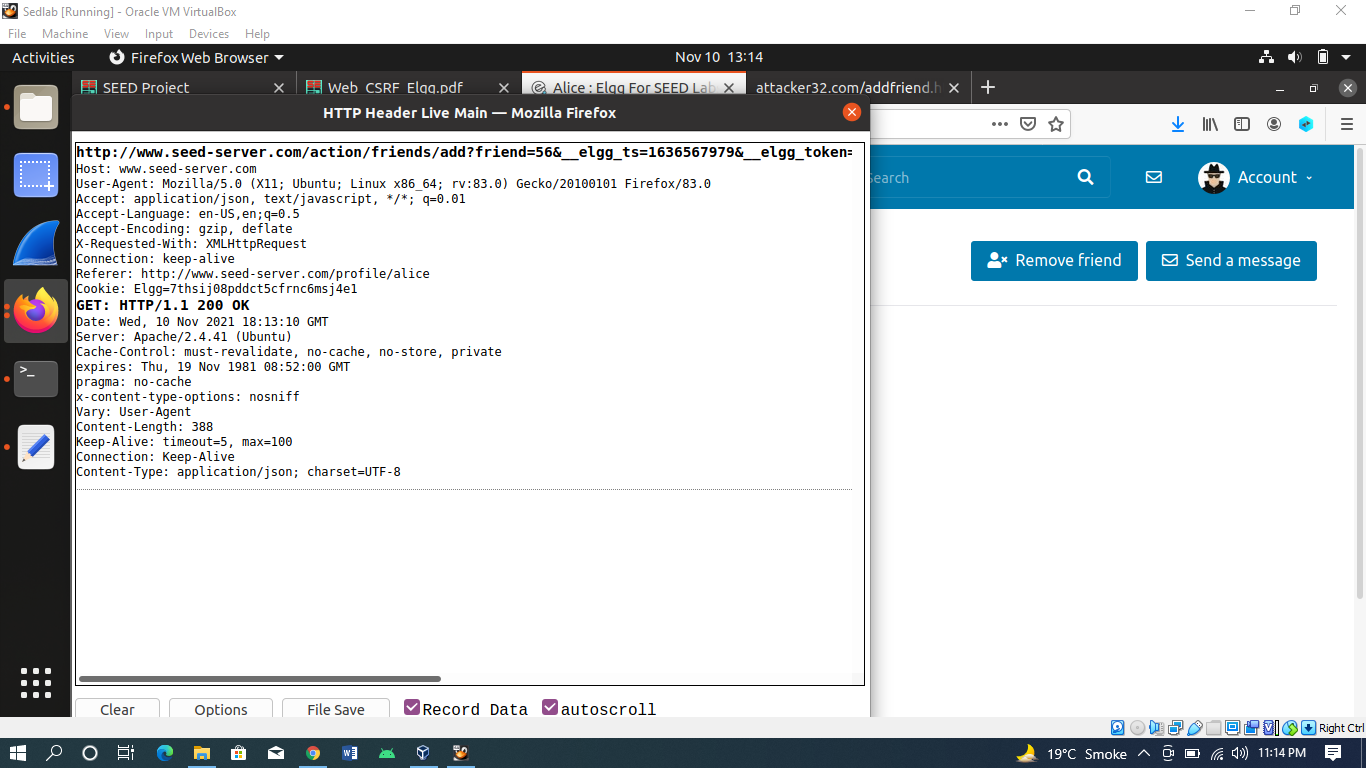 Sedlab [Running] - Oracle VM VirtualBox
File Machine View Input Devices Help
Activities Firefox Web Browser Nov 10 13:14
SEED Project Web_CSRF_Elgg.pdf Alice : Elgg For SEED Lab attacker32.com/addfriend.h
HTTP Header Live Main — Mozilla Firefox
http://www.seed-server.com/action/friends/add?friend=56&__elgg_ts=1636567979&__elgg_token=
Host: www.seed-server.com
User-Agent: Mozilla/5.0 (X11; Ubuntu; Linux x86_64; rv:83.0) Gecko/20100101 Firefox/83.0
Accept: application/json, text/javascript, */*; q=0.01
Accept-Language: en-US,en;q=0.5
Accept-Encoding: gzip, deflate
X-Requested-With: XMLHttpRequest
Connection: keep-alive
Referer: http://www.seed-server.com/profile/alice
Cookie: Elgg=7thsij08pddct5cfrnc6msj4e1
GET: HTTP/1.1 200 OK
Date: Wed, 10 Nov 2021 18:13:10 GMT
Server: Apache/2.4.41 (Ubuntu)
Cache-Control: must-revalidate, no-cache, no-store, private
expires: Thu, 19 Nov 1981 08:52:00 GMT
pragma: no-cache
x-content-type-options: nosniff
Vary: User-Agent
Content-Length: 388
Keep-Alive: timeout=5, max=100
Connection: Keep-Alive
Content-Type: application/json; charset=UTF-8
Clear Options File Save Record Data autoscroll
Search Account
Remove friend Send a message
Right Ctrl
19°C Smoke 11:14 PM